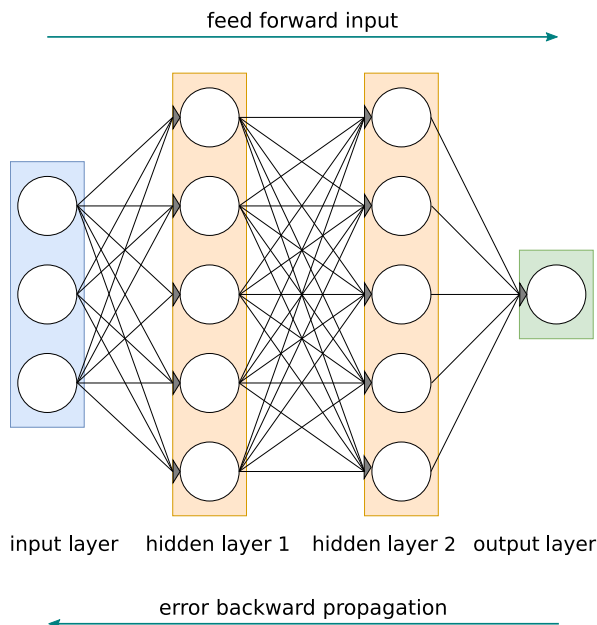 feed forward input
input layer
hidden layer 1
hidden layer 2
output layer
error backward propagation